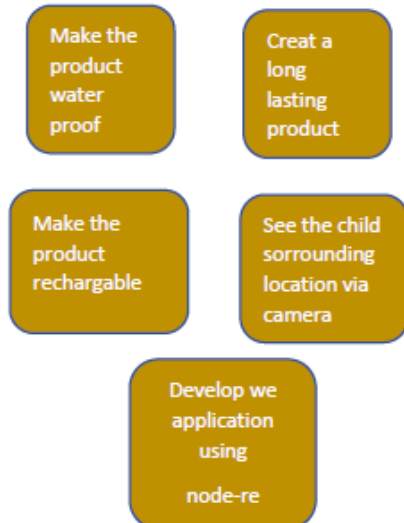 Make the
product
water
proof
Creat a
long
lasting
product
Make the
product
rechargable
See the child
sorrounding
location via
camera
Develop we
application
using
node-re